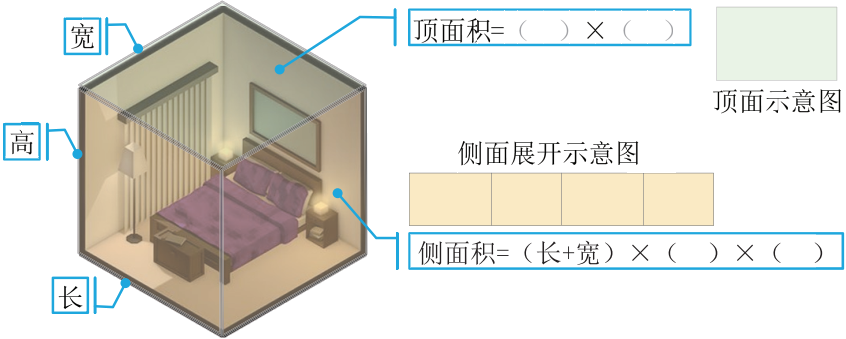 宽
顶面积=（ ）×（ ）
顶面示意图
高
侧面展开示意图
侧面积=（长+宽）×（ ）×（ ）
长